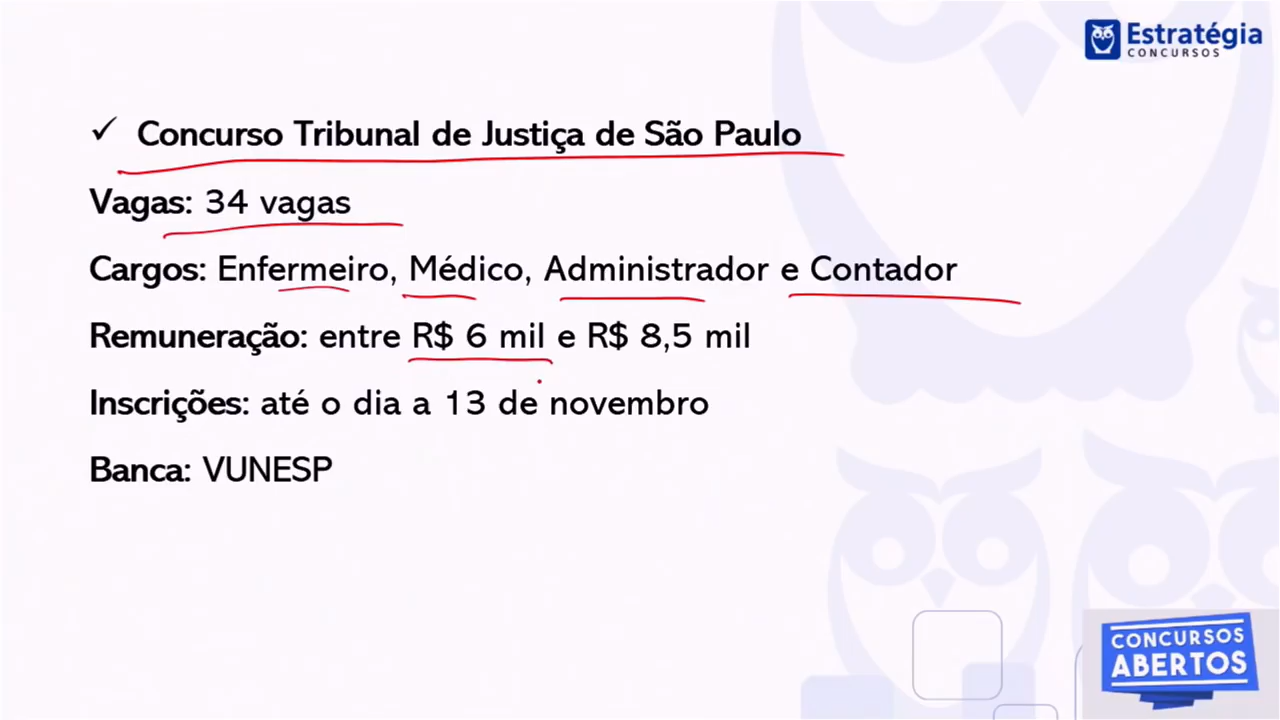 Estratégia
CONCURSOS
✓ Concurso Tribunal de Justiça de São Paulo
Vagas: 34 vagas
Cargos: Enfermeiro, Médico, Administrador e Contador
Remuneração: entre R$ 6 mil e R$ 8,5 mil
Inscrições: até o dia a 13 de novembro
Banca: VUNESP
CONCURSOS
ABERTOS